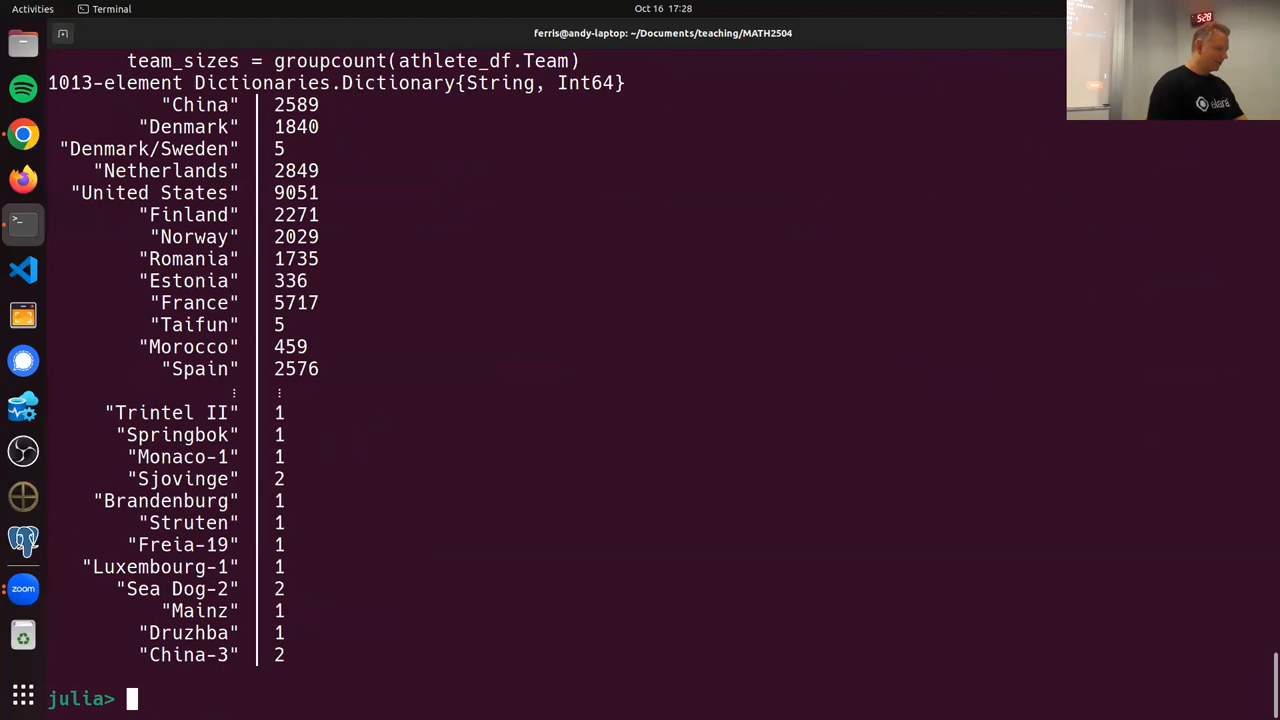 Activities
Terminal
Oct 16 17:28
ferris@andy-laptop: ~/Documents/teaching/MATH2504
team_sizes = groupcount(athlete_df.Team)
1013-element Dictionaries.Dictionary{String, Int64}
"China" │ 2589
"Denmark" │ 1840
"Denmark/Sweden" │ 5
"Netherlands" │ 2849
"United States" │ 9051
"Finland" │ 2271
"Norway" │ 2029
"Romania" │ 1735
"Estonia" │ 336
"France" │ 5717
"Taifun" │ 5
"Morocco" │ 459
"Spain" │ 2576
⋮ │ ⋮
"Trintel II" │ 1
"Springbok" │ 1
"Monaco-1" │ 1
"Sjovinge" │ 2
"Brandenburg" │ 1
"Struten" │ 1
"Freia-19" │ 1
"Luxembourg-1" │ 1
"Sea Dog-2" │ 2
"Mainz" │ 1
"Druzhba" │ 1
"China-3" │ 2
julia>
zoom
5:28
elara